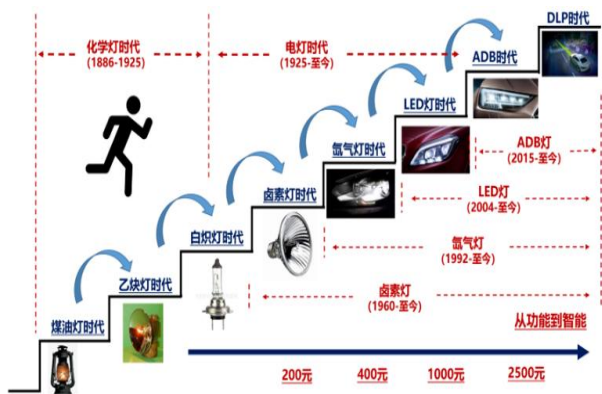 化学灯时代
(1886-1925)
电灯时代
(1925-至今)
DLP时代
ADB时代
LED灯时代
氙气灯时代
卤素灯时代
白炽灯时代
乙炔灯时代
煤油灯时代
ADB灯
(2015-至今)
LED灯
(2004-至今)
氙气灯
(1992-至今)
卤素灯
(1960-至今)
从功能到智能
200元
400元
1000元
2500元